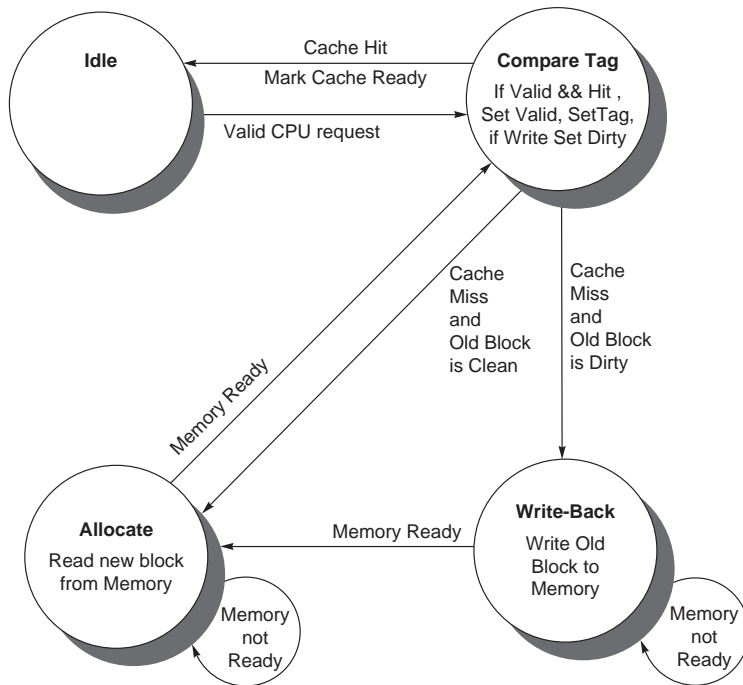 Idle
Cache Hit
Mark Cache Ready
Valid CPU request
Compare Tag
If Valid && Hit ,
Set Valid, SetTag,
if Write Set Dirty
Cache
Miss
and
Old Block
is Clean
Cache
Miss
and
Old Block
is Dirty
Memory Ready
Allocate
Read new block
from Memory
Memory Ready
Write-Back
Write Old
Block to
Memory
Memory
not
Ready
Memory
not
Ready